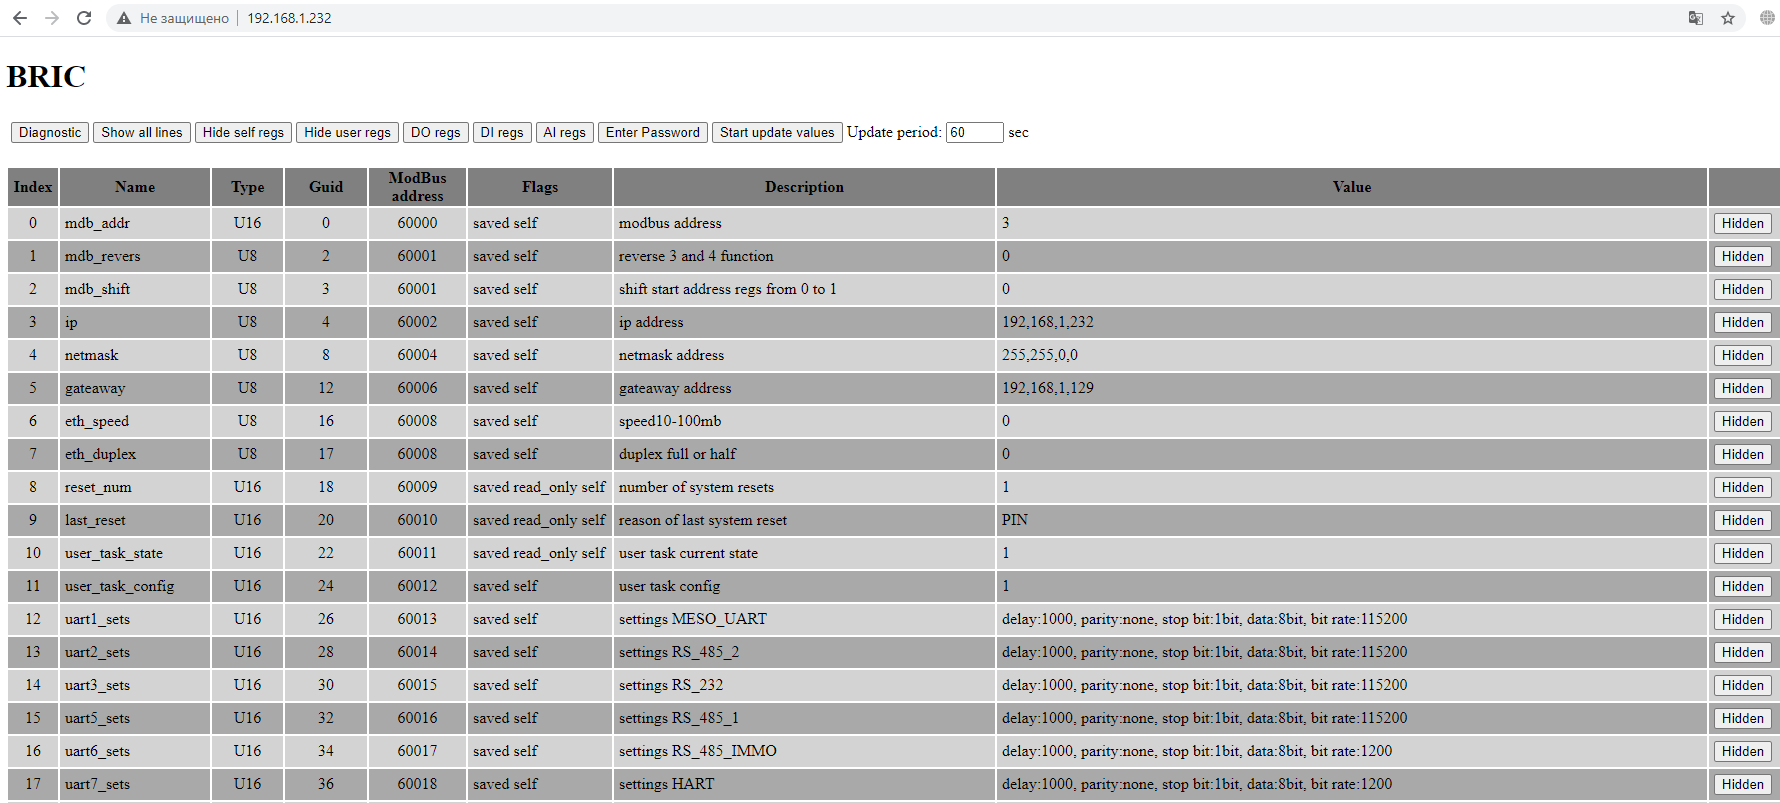 Не защищено 192.168.1.232
BRIC
Diagnostic Show all lines Hide self regs Hide user regs DO regs DI regs AI regs Enter Password Start update values Update period: 60 sec
Index Name Type Guid ModBus address Flags Description Value
0 mdb_addr U16 0 60000 saved self modbus address 3 Hidden
1 mdb_revers U8 2 60001 saved self reverse 3 and 4 function 0 Hidden
2 mdb_shift U8 3 60001 saved self shift start address regs from 0 to 1 0 Hidden
3 ip U8 4 60002 saved self ip address 192,168,1,232 Hidden
4 netmask U8 8 60004 saved self netmask address 255,255,0,0 Hidden
5 gateaway U8 12 60006 saved self gateaway address 192,168,1,129 Hidden
6 eth_speed U8 16 60008 saved self speed10-100mb 0 Hidden
7 eth_duplex U8 17 60008 saved self duplex full or half 0 Hidden
8 reset_num U16 18 60009 saved read_only self number of system resets 1 Hidden
9 last_reset U16 20 60010 saved read_only self reason of last system reset PIN Hidden
10 user_task_state U16 22 60011 saved read_only self user task current state 1 Hidden
11 user_task_config U16 24 60012 saved self user task config 1 Hidden
12 uart1_sets U16 26 60013 saved self settings MESO_UART delay:1000, parity:none, stop bit:1bit, data:8bit, bit rate:115200 Hidden
13 uart2_sets U16 28 60014 saved self settings RS_485_2 delay:1000, parity:none, stop bit:1bit, data:8bit, bit rate:115200 Hidden
14 uart3_sets U16 30 60015 saved self settings RS_232 delay:1000, parity:none, stop bit:1bit, data:8bit, bit rate:115200 Hidden
15 uart5_sets U16 32 60016 saved self settings RS_485_1 delay:1000, parity:none, stop bit:1bit, data:8bit, bit rate:115200 Hidden
16 uart6_sets U16 34 60017 saved self settings RS_485_IMMO delay:1000, parity:none, stop bit:1bit, data:8bit, bit rate:1200 Hidden
17 uart7_sets U16 36 60018 saved self settings HART delay:1000, parity:none, stop bit:1bit, data:8bit, bit rate:1200 Hidden